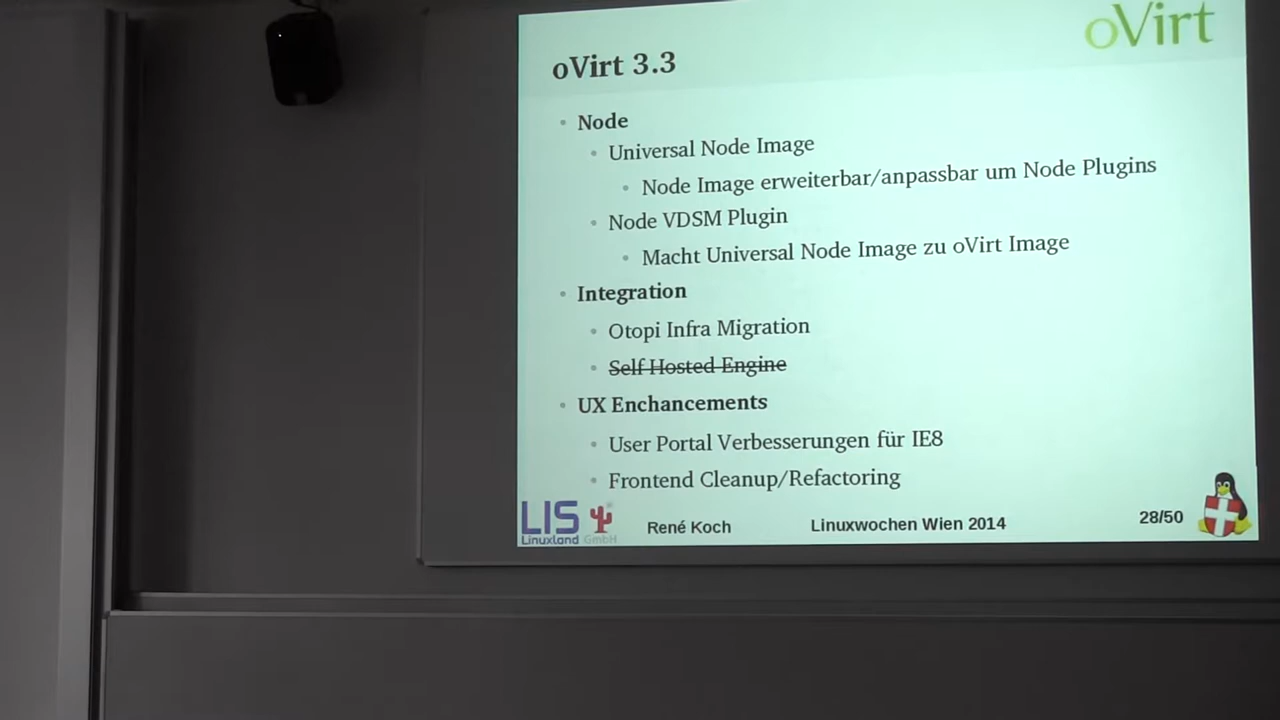 oVirt
oVirt 3.3
Node
Universal Node Image
Node Image erweiterbar/anpassbar um Node Plugins
Node VDSM Plugin
Macht Universal Node Image zu oVirt Image
Integration
Otopi Infra Migration
Self Hosted Engine
UX Enchancements
User Portal Verbesserungen für IE8
Frontend Cleanup/Refactoring
LIS
Linuxland GmbH
René Koch
Linuxwochen Wien 2014
28/50